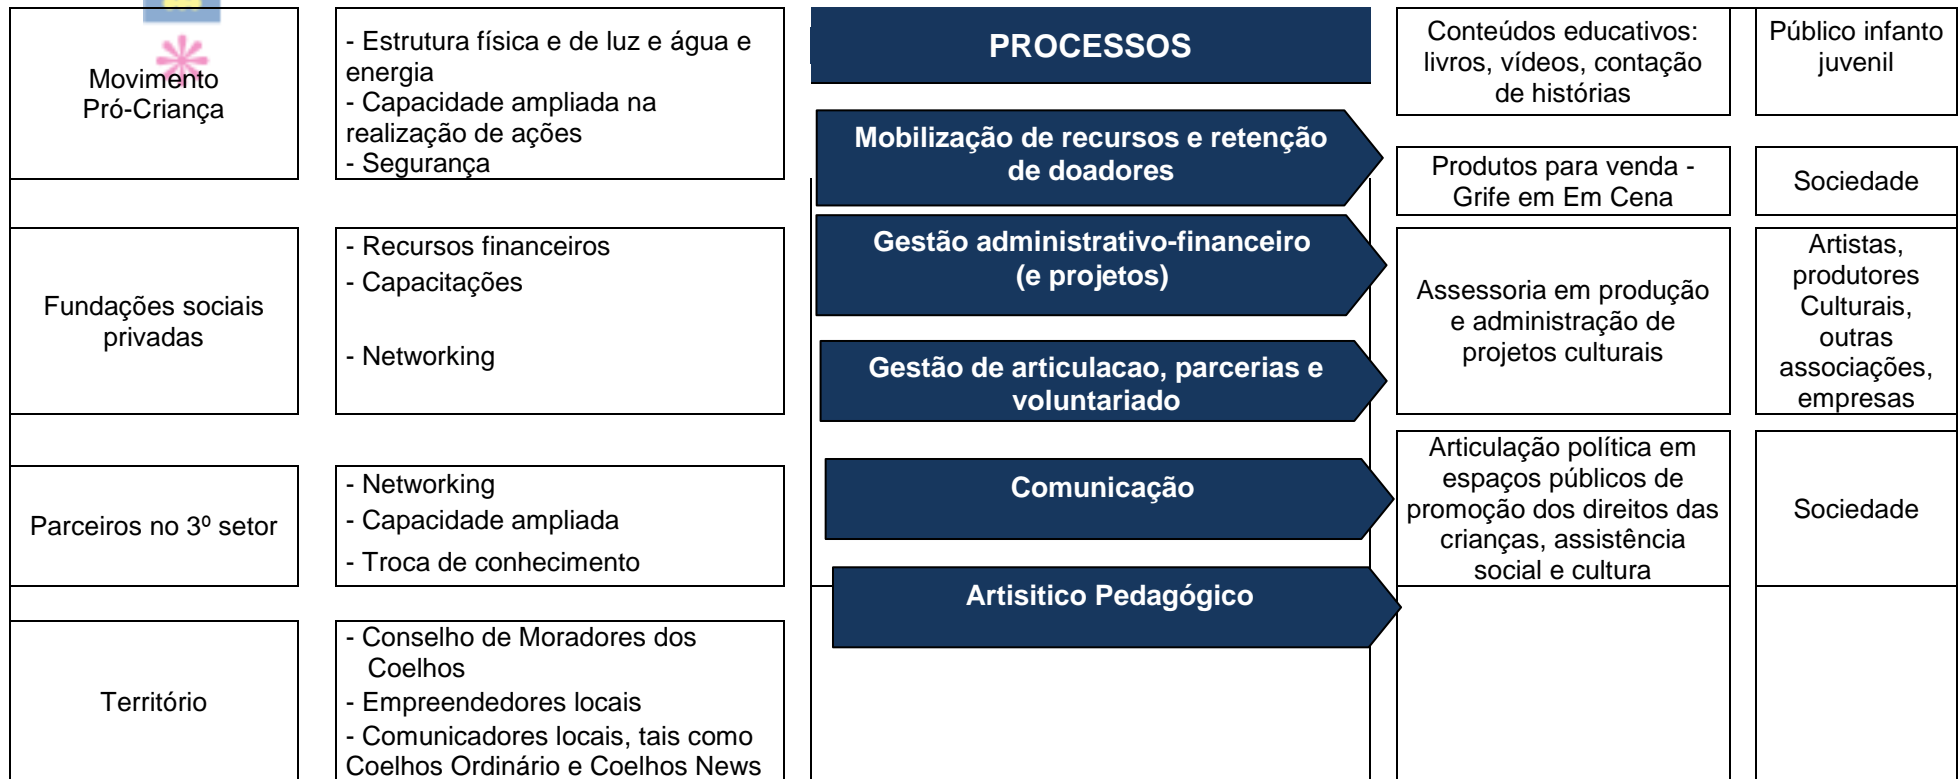 Movimento
Pró-Criança
- Estrutura física e de luz e água e
energia
- Capacidade ampliada na
realização de ações
- Segurança
Fundações sociais
privadas
- Recursos financeiros
- Capacitações
- Networking
Parceiros no 3º setor
- Networking
- Capacidade ampliada
- Troca de conhecimento
Território
- Conselho de Moradores dos
Coelhos
- Empreendedores locais
- Comunicadores locais, tais como
Coelhos Ordinário e Coelhos News
PROCESSOS
Mobilização de recursos e retenção
de doadores
Gestão administrativo-financeiro
(e projetos)
Gestão de articulacao, parcerias e
voluntariado
Comunicação
Artisitico Pedagógico
Conteúdos educativos:
livros, vídeos, contação
de histórias
Público infanto
juvenil
Produtos para venda -
Grife em Em Cena
Sociedade
Assessoria em produção
e administração de
projetos culturais
Artistas,
produtores
Culturais,
outras
associações,
empresas
Articulação política em
espaços públicos de
promoção dos direitos das
crianças, assistência
social e cultura
Sociedade